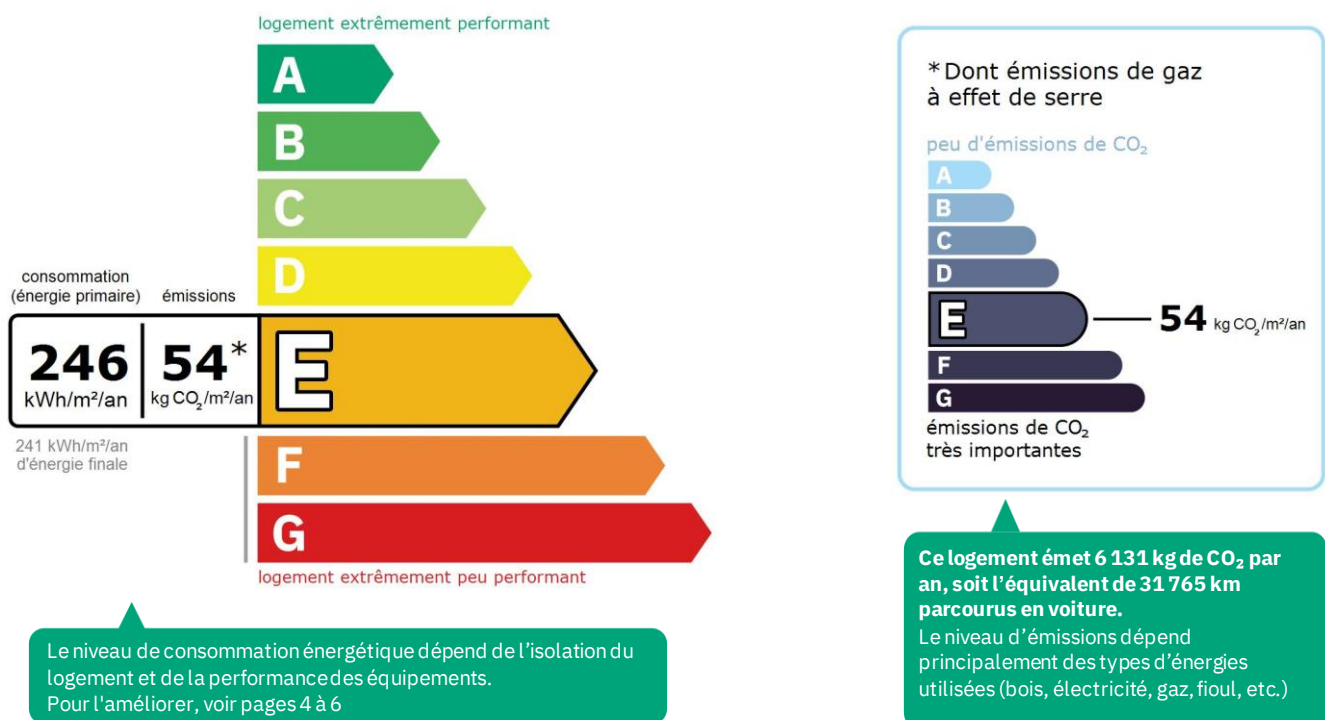 logement extrêmement performant
A
B
C
D
consommation
(énergie primaire)
émissions
246
kWh/m²/an
54*
kg CO₂/m²/an
E
241 kWh/m²/an
d'énergie finale
F
G
logement extrêmement peu performant
Le niveau de consommation énergétique dépend de l'isolation du
logement et de la performance des équipements.
Pour l'améliorer, voir pages 4 à 6
*Dont émissions de gaz
à effet de serre
peu d'émissions de CO₂
A
B
C
D
E
54 kg CO₂/m²/an
F
G
émissions de CO₂
très importantes
Ce logement émet 6 131 kg de CO₂ par
an, soit l'équivalent de 31 765 km
parcourus en voiture.
Le niveau d'émissions dépend
principalement des types d'énergies
utilisées (bois, électricité, gaz, fioul, etc.)